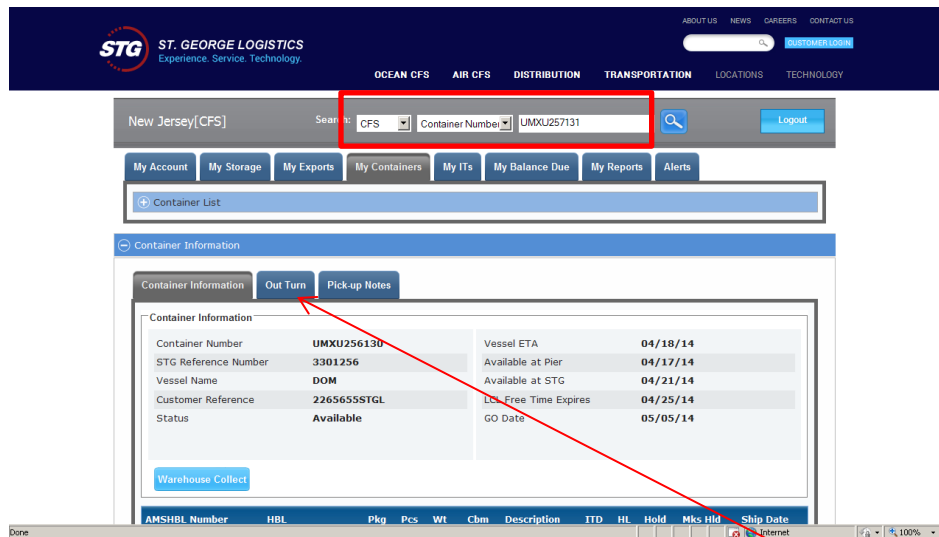 ABOUT US NEWS CAREERS CONTACT US
STG ST. GEORGE LOGISTICS
Experience. Service. Technology.
CUSTOMER LOGIN
OCEAN CFS AIR CFS DISTRIBUTION TRANSPORTATION LOCATIONS TECHNOLOGY
New Jersey[CFS] Search: CFS Container Number UMXU257131 Logout
My Account My Storage My Exports My Containers My ITs My Balance Due My Reports Alerts
Container List
Container Information
Container Information Out Turn Pick-up Notes
Container Information
Container Number UMXU256130 Vessel ETA 04/18/14
STG Reference Number 3301256 Available at Pier 04/17/14
Vessel Name DOM Available at STG 04/21/14
Customer Reference 2265655STGL LCL Free Time Expires 04/25/14
Status Available GO Date 05/05/14
Warehouse Collect
AMSHBL Number HBL Pkg Pcs Wt Cbm Description ITD HL Hold Mks Hld Ship Date
Done Internet 100%